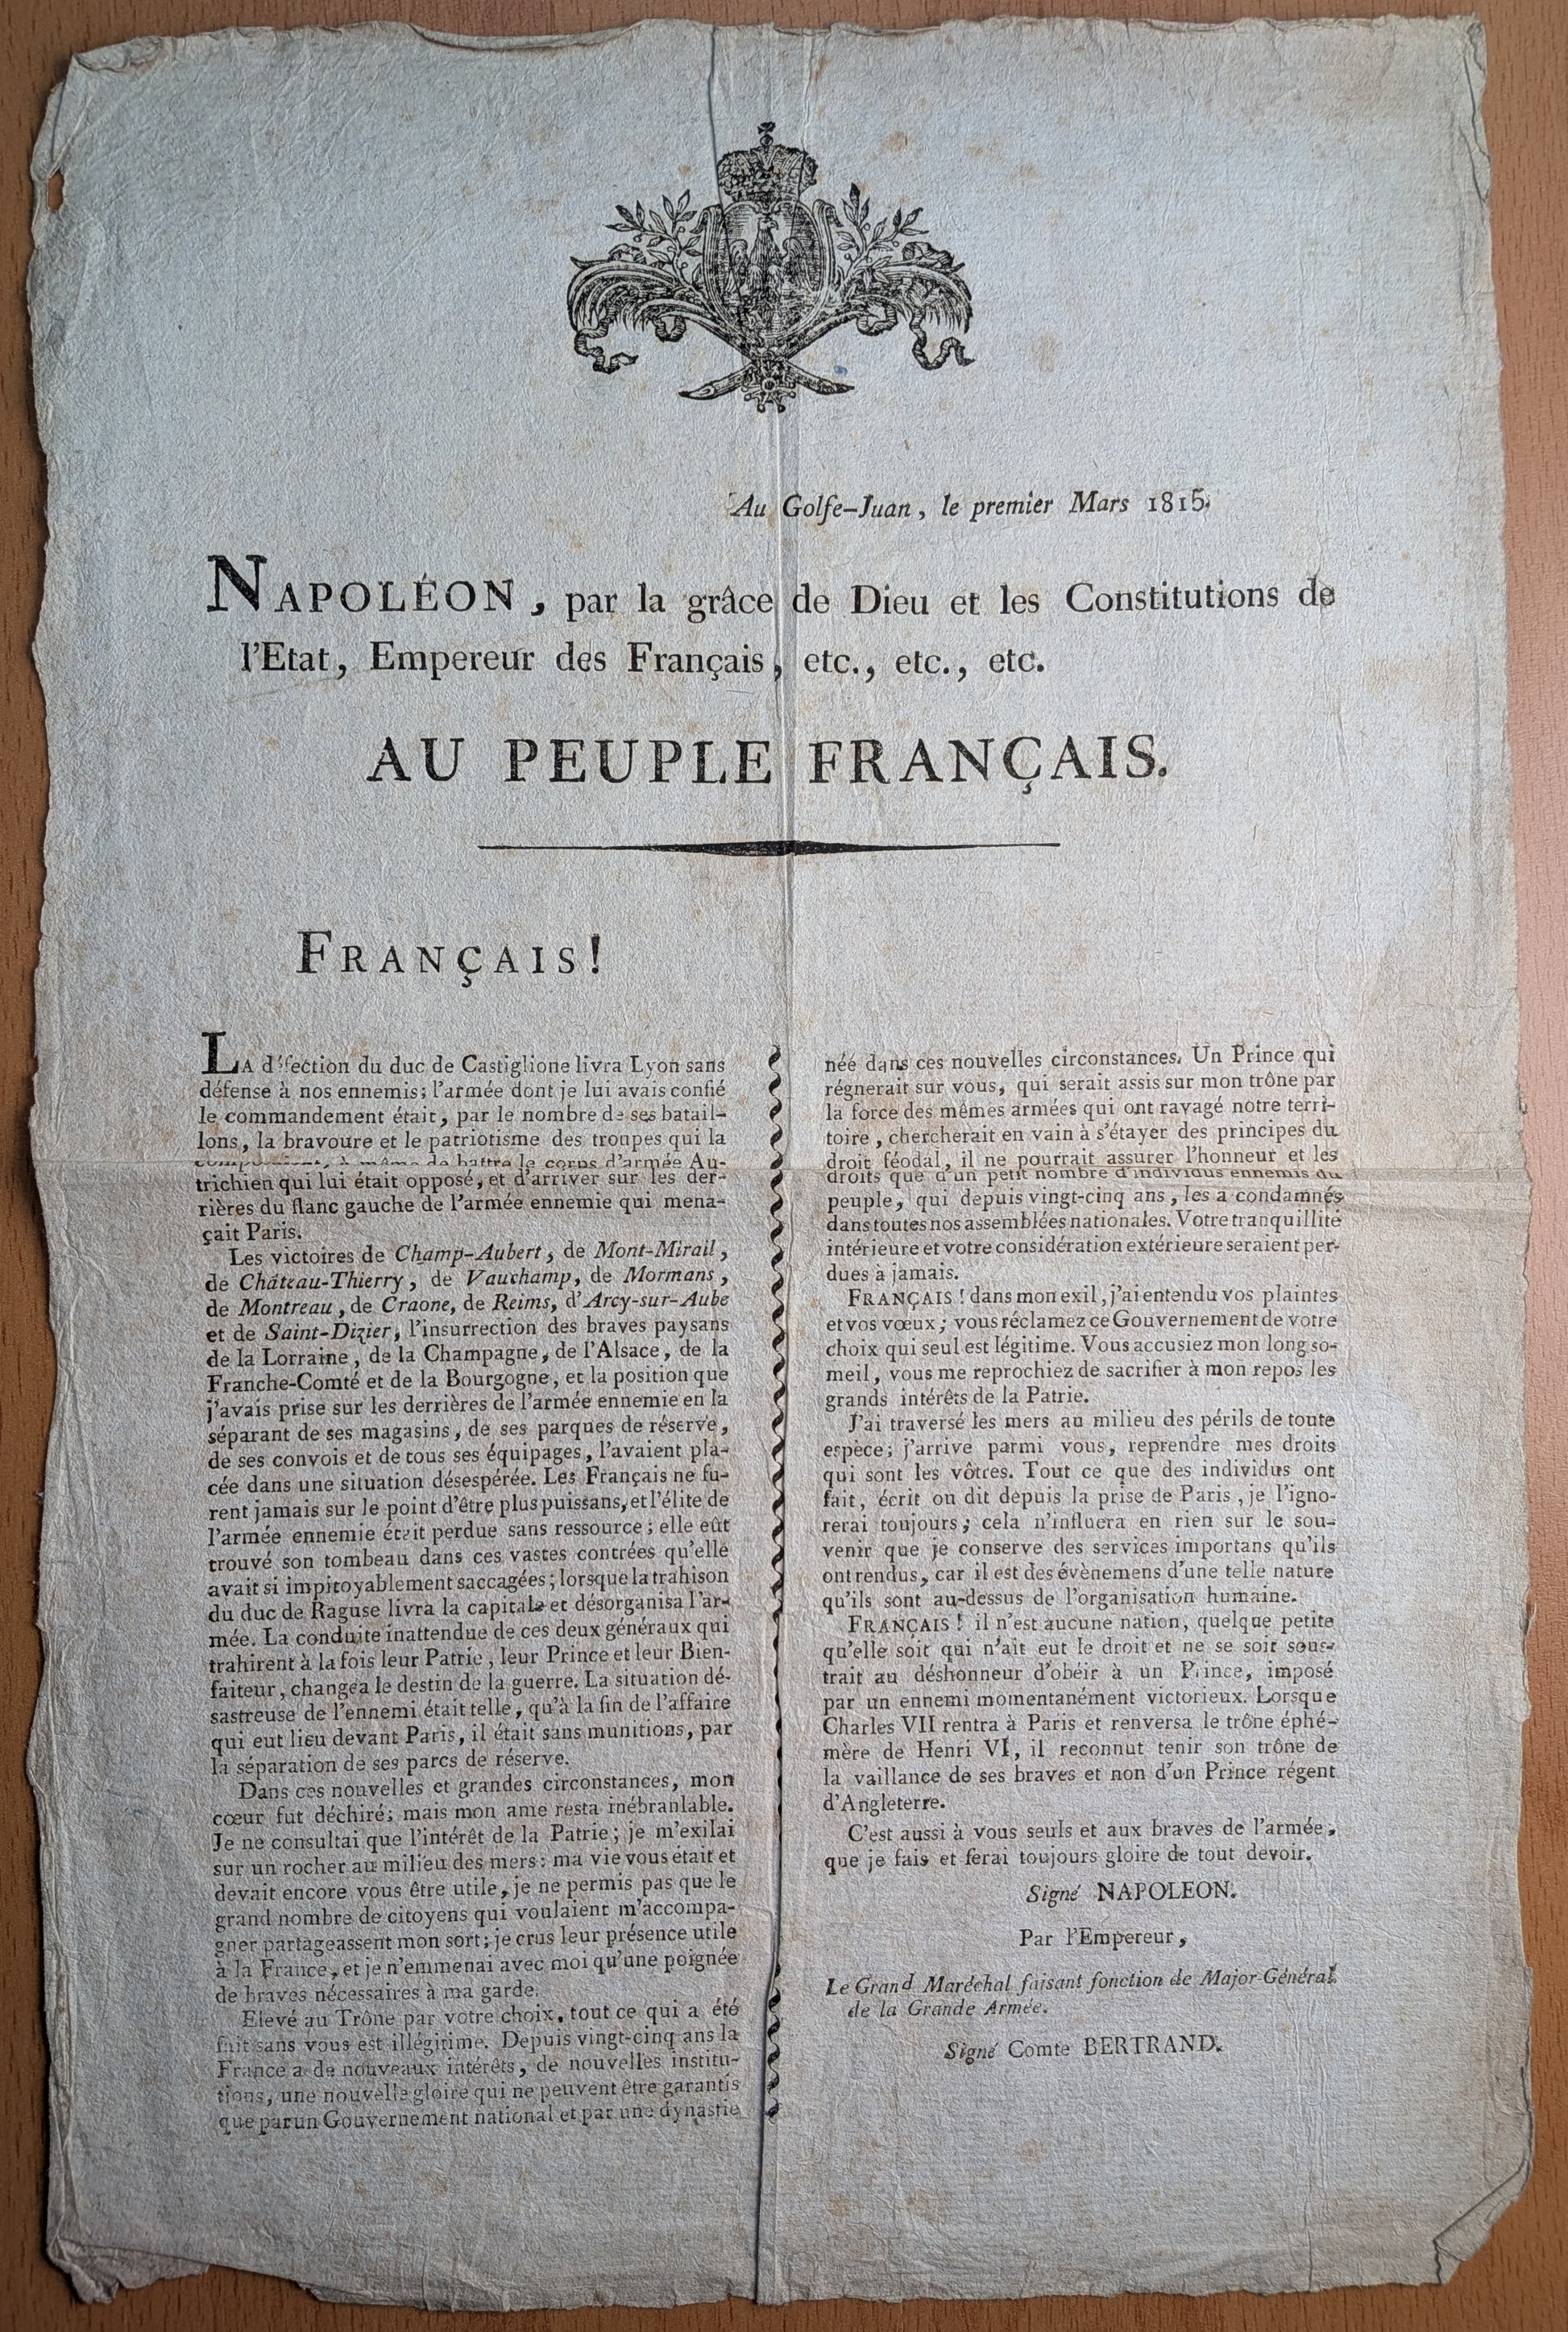 Au Golfe-Juan, le premier Mars 1815.
NAPOLÉON, par la grâce de Dieu et les Constitutions de
l'Etat, Empereur des Français, etc., etc., etc.
AU PEUPLE FRANÇAIS.
FRANÇAIS!
LA défection du duc de Castiglione livra Lyon sans
défense à nos ennemis; l'armée dont je lui avais confié
le commandement était, par le nombre de ses batail-
lons, la bravoure et le patriotisme des troupes qui la
composaient, à même de battre le corps d'armée Au-
trichien qui lui était opposé, et d'arriver sur les der-
rières du flanc gauche de l'armée ennemie qui mena-
çait Paris.
Les victoires de Champ-Aubert, de Mont-Mirail,
de Château-Thierry, de Vauchamp, de Mormans,
de Montreau, de Craone, de Reims, d'Arcy-sur-Aube
et de Saint-Dizier, l'insurrection des braves paysans
de la Lorraine, de la Champagne, de l'Alsace, de la
Franche-Comté et de la Bourgogne, et la position que
j'avais prise sur les derrières de l'armée ennemie en la
séparant de ses magasins, de ses parques de réserve,
de ses convois et de tous ses équipages, l'avaient pla-
cée dans une situation désespérée. Les Français ne fu-
rent jamais sur le point d'être plus puissans, et l'élite de
l'armée ennemie était perdue sans ressource; elle eût
trouvé son tombeau dans ces vastes contrées qu'elle
avait si impitoyablement saccagées; lorsque la trahison
du duc de Raguse livra la capitale et désorganisa l'ar-
mée. La conduite inattendue de ces deux généraux qui
trahirent à la fois leur Patrie, leur Prince et leur Bien-
faiteur, changea le destin de la guerre. La situation dé-
sastreuse de l'ennemi était telle, qu'à la fin de l'affaire
qui eut lieu devant Paris, il était sans munitions, par
la séparation de ses parcs de réserve.
Dans ces nouvelles et grandes circonstances, mon
cœur fut déchiré; mais mon ame resta inébranlable.
Je ne consultai que l'intérêt de la Patrie; je m'exilai
sur un rocher au milieu des mers: ma vie vous était et
devait encore vous être utile, je ne permis pas que le
grand nombre de citoyens qui voulaient m'accompa-
gner partageassent mon sort; je crus leur présence utile
à la France, et je n'emmenai avec moi qu'une poignée
de braves nécessaires à ma garde.
Elevé au Trône par votre choix, tout ce qui a été
fait sans vous est illégitime. Depuis vingt-cinq ans la
France a de nouveaux intérêts, de nouvelles institu-
tions, une nouvelle gloire qui ne peuvent être garantis
que par un Gouvernement national et par une dynastie
née dans ces nouvelles circonstances. Un Prince qui
régnerait sur vous, qui serait assis sur mon trône par
la force des mêmes armées qui ont ravagé notre terri-
toire, chercherait en vain à s'étayer des principes du
droit féodal, il ne pourrait assurer l'honneur et les
droits que d'un petit nombre d'individus ennemis du
peuple, qui depuis vingt-cinq ans, les a condamnés
dans toutes nos assemblées nationales. Votre tranquillité
intérieure et votre considération extérieure seraient per-
dues à jamais.
FRANÇAIS! dans mon exil, j'ai entendu vos plaintes
et vos vœux; vous réclamez ce Gouvernement de votre
choix qui seul est légitime. Vous accusiez mon long so-
meil, vous me reprochiez de sacrifier à mon repos les
grands intérêts de la Patrie.
J'ai traversé les mers au milieu des périls de toute
espèce; j'arrive parmi vous, reprendre mes droits
qui sont les vôtres. Tout ce que des individus ont
fait, écrit ou dit depuis la prise de Paris, je l'igno-
rerai toujours; cela n'influera en rien sur le sou-
venir que je conserve des services importans qu'ils
ont rendus, car il est des évènemens d'une telle nature
qu'ils sont au-dessus de l'organisation humaine.
FRANÇAIS! il n'est aucune nation, quelque petite
qu'elle soit qui n'ait eut le droit et ne se soit sous-
trait au déshonneur d'obéir à un Prince, imposé
par un ennemi momentanément victorieux. Lorsque
Charles VII rentra à Paris et renversa le trône éphé-
mère de Henri VI, il reconnut tenir son trône de
la vaillance de ses braves et non d'un Prince régent
d'Angleterre.
C'est aussi à vous seuls et aux braves de l'armée,
que je fais et ferai toujours gloire de tout devoir.
Signé NAPOLEON.
Par l'Empereur,
Le Grand Maréchal faisant fonction de Major-Général
de la Grande Armée.
Signé Comte BERTRAND.